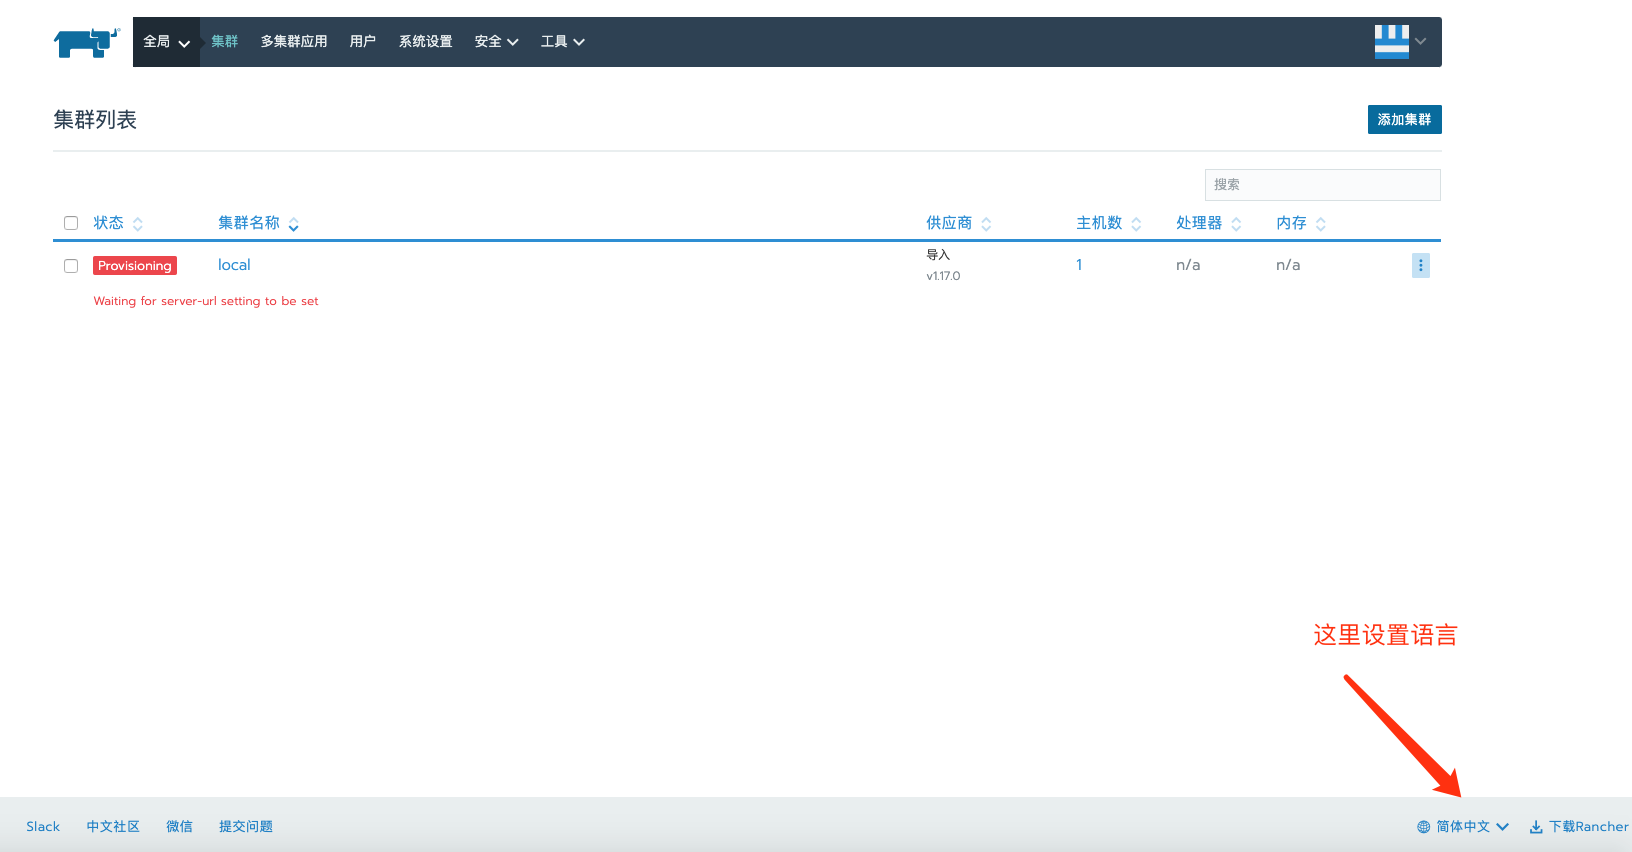 全局 集群 多集群应用 用户 系统设置 安全 工具
集群列表 添加集群
搜索
状态 集群名称 供应商 主机数 处理器 内存
Provisioning local 导入 1 n/a n/a
v1.17.0
Waiting for server-url setting to be set
这里设置语言
Slack 中文社区 微信 提交问题 简体中文 下载Rancher